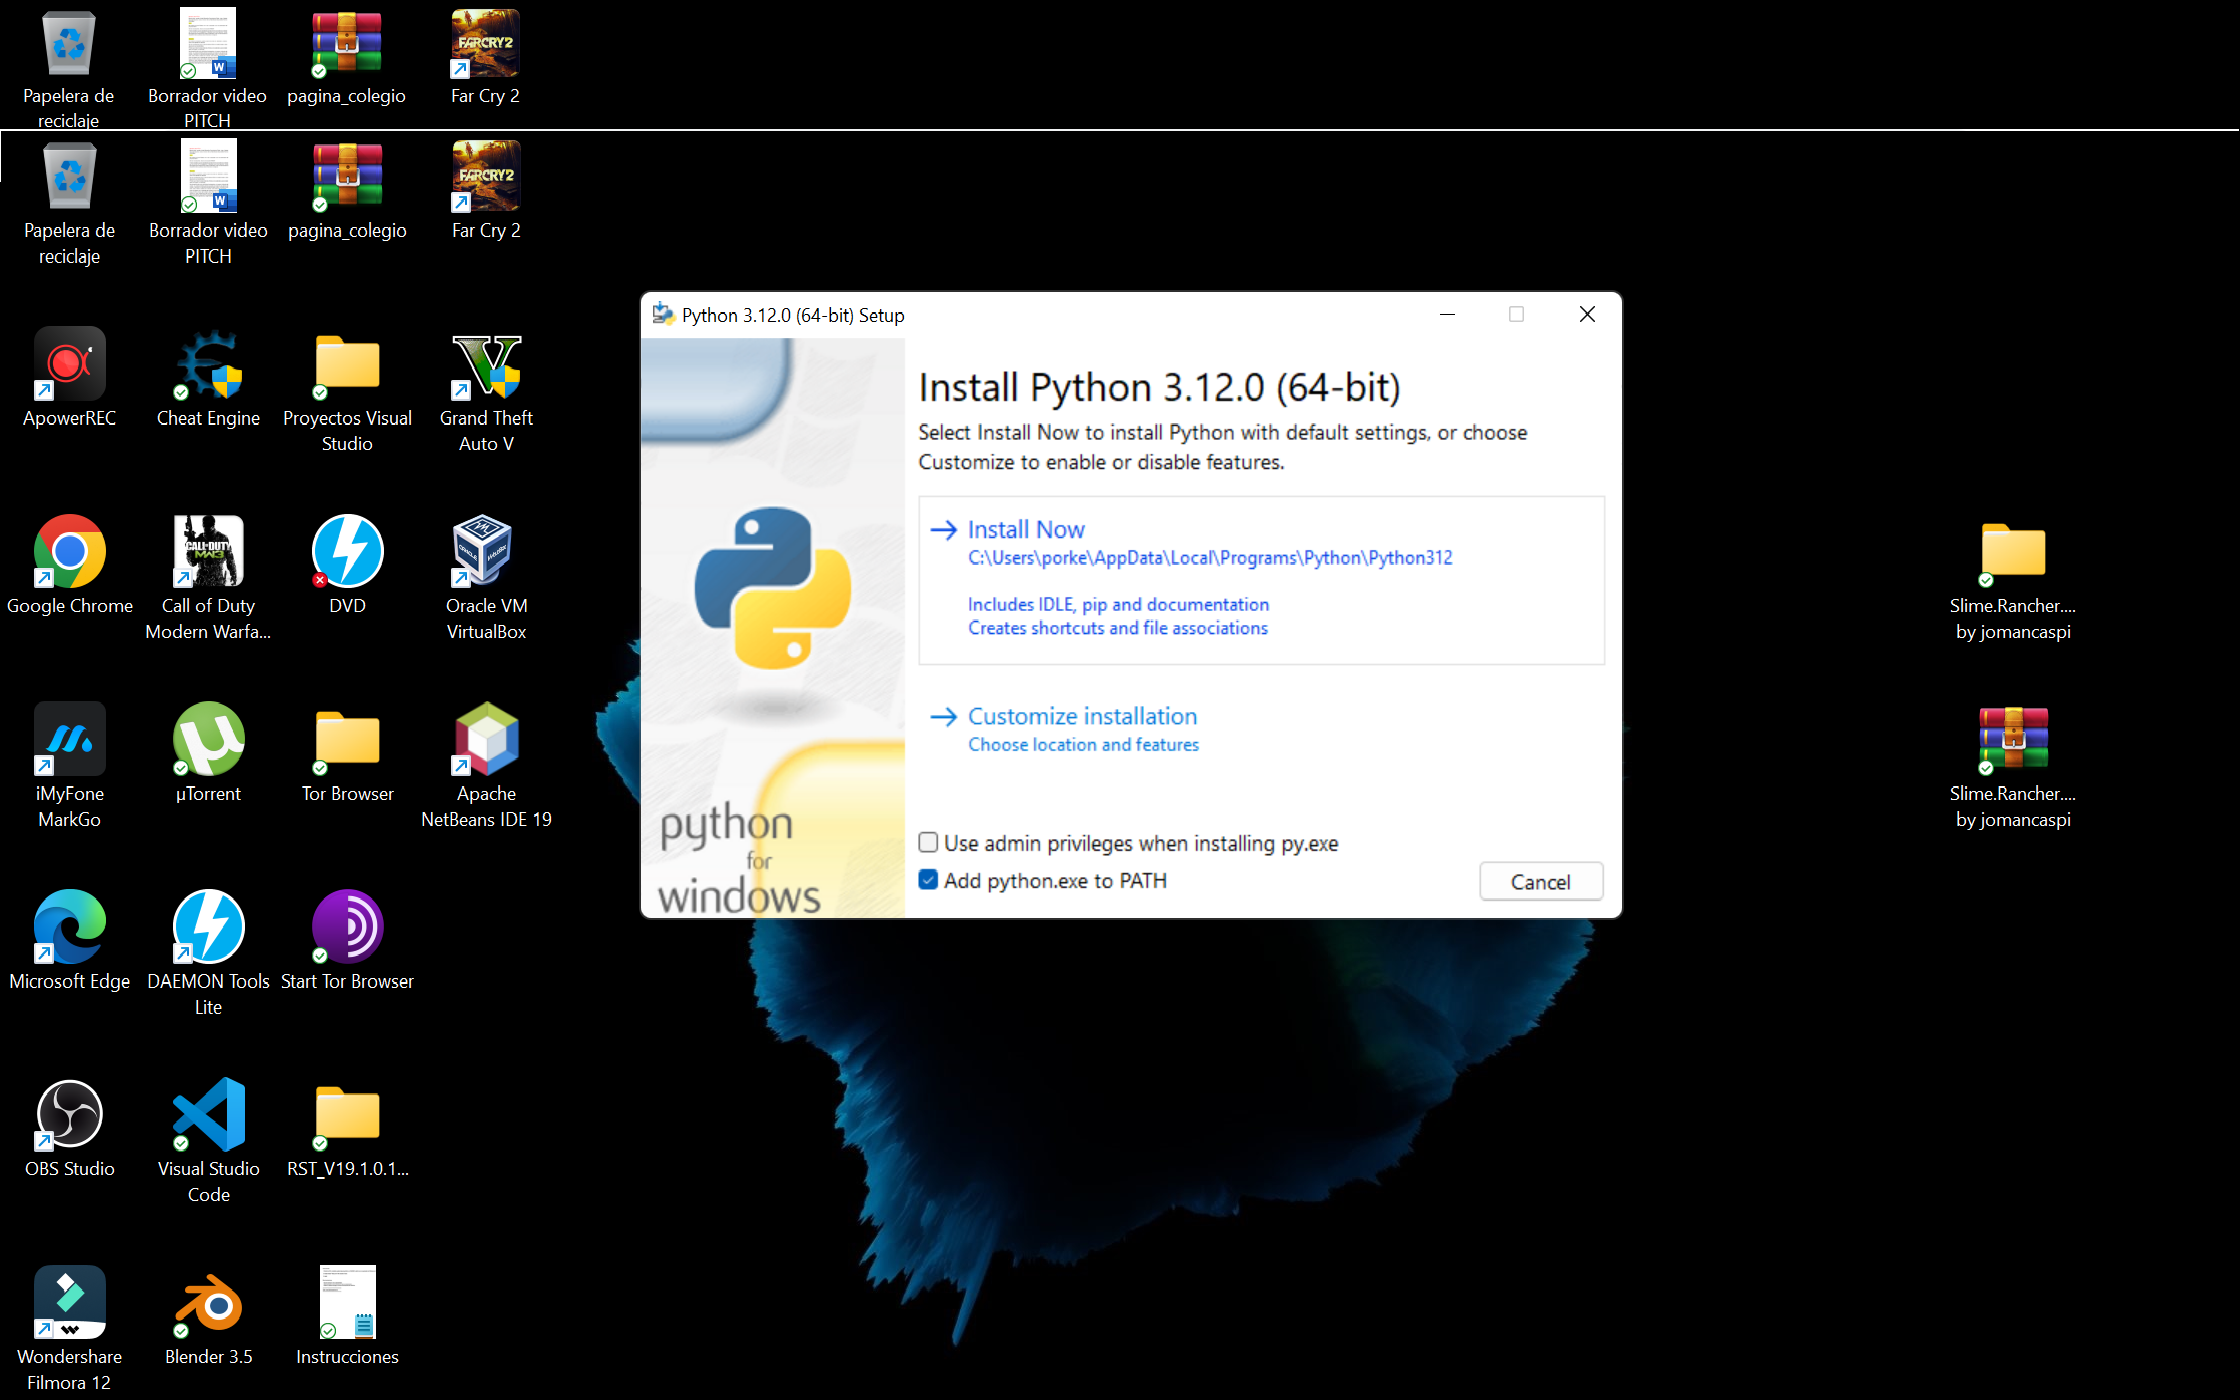 Papelera de
reciclaje
Borrador video
PITCH
pagina_colegio
Far Cry 2
FARCRY2
Papelera de
reciclaje
Borrador video
PITCH
pagina_colegio
Far Cry 2
FARCRY2
ApowerREC
Cheat Engine
Proyectos Visual
Studio
Grand Theft
Auto V
Google Chrome
CALL OF DUTY
MW3
Call of Duty
Modern Warfa...
DVD
Oracle VM
VirtualBox
iMyFone
MarkGo
µTorrent
Tor Browser
Apache
NetBeans IDE 19
Microsoft Edge
DAEMON Tools
Lite
Start Tor Browser
OBS Studio
Visual Studio
Code
RST_V19.1.0.1...
Wondershare
Filmora 12
Blender 3.5
Instrucciones
Python 3.12.0 (64-bit) Setup
Install Python 3.12.0 (64-bit)
Select Install Now to install Python with default settings, or choose
Customize to enable or disable features.
Install Now
C:\Users\porke\AppData\Local\Programs\Python\Python312
Includes IDLE, pip and documentation
Creates shortcuts and file associations
Customize installation
Choose location and features
Use admin privileges when installing py.exe
Add python.exe to PATH
Cancel
python
for
windows
Slime.Rancher....
by jomancaspi
Slime.Rancher....
by jomancaspi